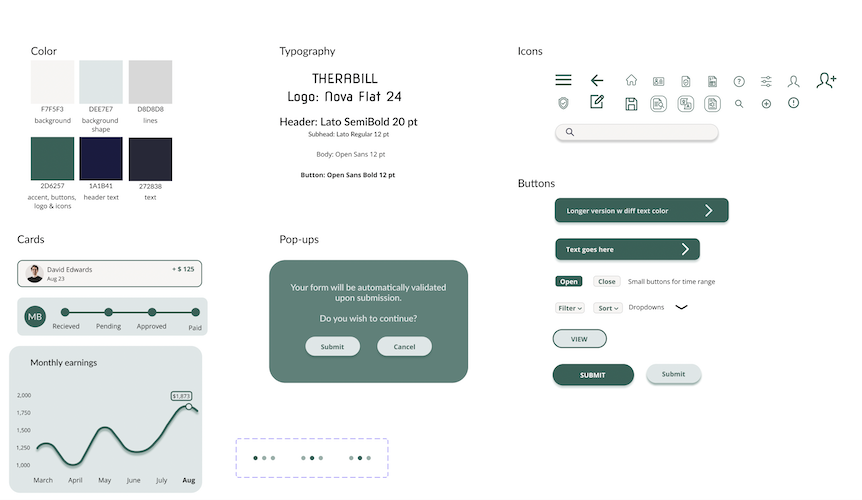 Color
F7F5F3
background
DEE7E7
background
shape
D8D8D8
lines
2D6257
accent, buttons,
logo & icons
1A1B41
header text
272838
text
Typography
THERABILL
Logo: Nova Flat 24
Header: Lato SemiBold 20 pt
Subhead: Lato Regular 12 pt
Body: Open Sans 12 pt
Button: Open Sans Bold 12 pt
Icons
Buttons
Longer version w diff text color
Text goes here
Open
Close
Small buttons for time range
Filter
Sort
Dropdowns
VIEW
SUBMIT
Submit
Cards
David Edwards
Aug 23
+ $ 125
MB
Recieved
Pending
Approved
Paid
Monthly earnings
$1,873
2,000
1,750
1,500
1,250
1,000
March
April
May
June
July
Aug
Pop-ups
Your form will be automatically validated
upon submission.
Do you wish to continue?
Submit
Cancel